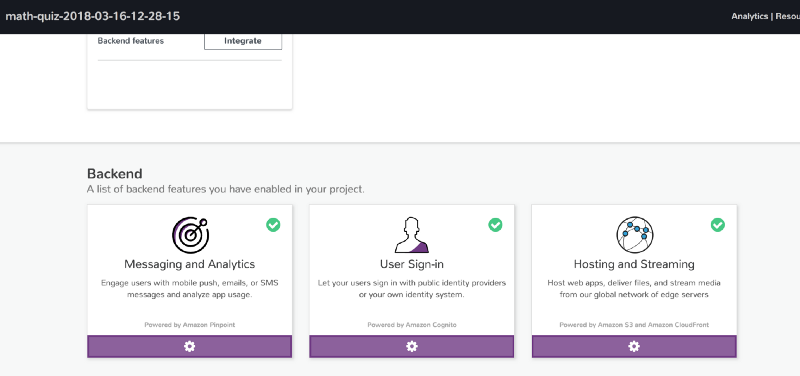 math-quiz-2018-03-16-12-28-15
Analytics | Resou
Backend features
Integrate
Backend
A list of backend features you have enabled in your project.
Messaging and Analytics
Engage users with mobile push, emails, or SMS
messages and analyze app usage.
Powered by Amazon Pinpoint
User Sign-in
Let your users sign in with public identity providers
or your own identity system.
Powered by Amazon Cognito
Hosting and Streaming
Host web apps, deliver files, and stream media
from our global network of edge servers
Powered by Amazon S3 and Amazon CloudFront